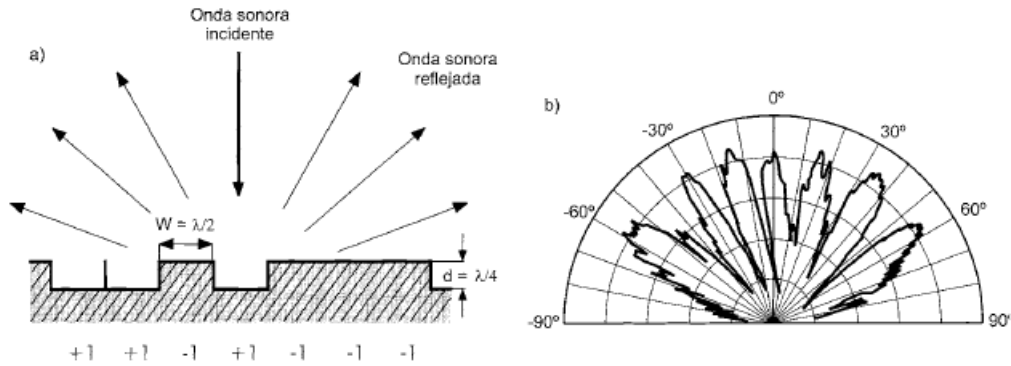 Onda sonora
incidente
a)
Onda sonora
reflejada
W = λ/2
d = λ/4
+1 +1 -1 +1 -1 -1 -1
b)
0º
-30º
30º
-60º
60º
-90º
90º